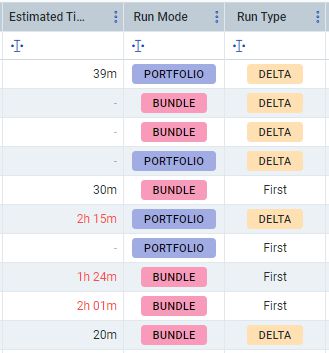 Estimated Ti... Run Mode Run Type
39m PORTFOLIO DELTA
- BUNDLE DELTA
- BUNDLE DELTA
- PORTFOLIO DELTA
30m BUNDLE First
2h 15m PORTFOLIO DELTA
- PORTFOLIO First
1h 24m BUNDLE First
2h 01m BUNDLE First
20m BUNDLE DELTA